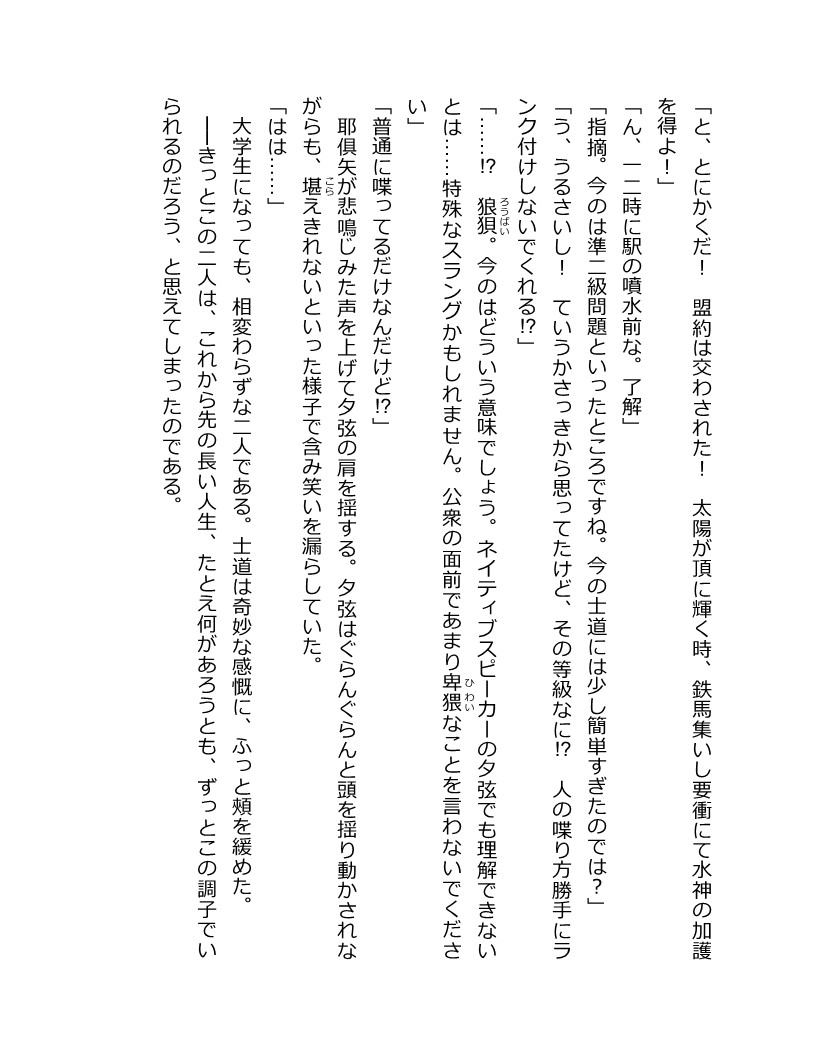 「と、とにかくだ！　盟約は交わされた！　太陽が頂に輝く時、鉄馬集いし要衝にて水神の加護
を得よ！」
「ん、一二時に駅の噴水前な。了解」
「指摘。今のは準二級問題といったところですね。今の士道には少し簡単すぎたのでは？」
「う、うるさいし！　ていうかさっきから思ってたけど、その等級なに⁉　人の喋り方勝手にラ
ンク付けしないでくれる⁉」
「……⁉　狼狽。今のはどういう意味でしょう。ネイティブスピーカーの夕弦でも理解できない
とは……特殊なスラングかもしれません。公衆の面前であまり卑猥なことを言わないでくださ
い」
「普通に喋ってるだけなんだけど⁉」
　耶俱矢が悲鳴じみた声を上げて夕弦の肩を揺する。夕弦はぐらんぐらんと頭を揺り動かされな
がらも、堪えきれないといった様子で含み笑いを漏らしていた。
「はは……」
　大学生になっても、相変わらずな二人である。士道は奇妙な感慨に、ふっと頰を緩めた。
　――きっとこの二人は、これから先の長い人生、たとえ何があろうとも、ずっとこの調子でい
られるのだろう、と思えてしまったのである。